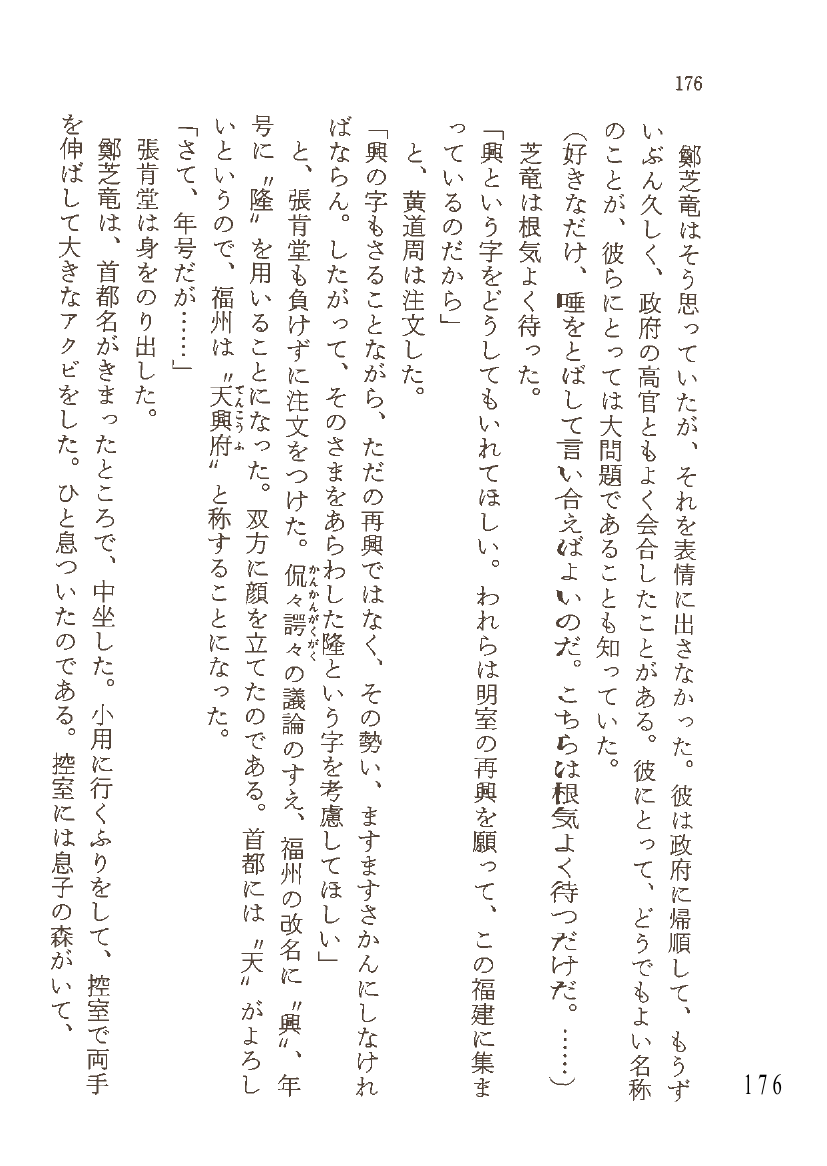 176
鄭芝竜はそう思っていたが、それを表情に出さなかった。彼は政府に帰順して、もうず
いぶん久しく、政府の高官ともよく会合したことがある。彼にとって、どうでもよい名称
のことが、彼らにとっては大問題であることも知っていた。
（好きなだけ、唾をとばして言い合えばよいのだ。こちらは根気よく待つだけだ。……）
芝竜は根気よく待った。
「興という字をどうしてもいれてほしい。われらは明室の再興を願って、この福建に集ま
っているのだから」
と、黄道周は注文した。
「興の字もさることながら、ただの再興ではなく、その勢い、ますますさかんにしなけれ
ばならん。したがって、そのさまをあらわした隆という字を考慮してほしい」
と、張肯堂も負けずに注文をつけた。侃々諤々の議論のすえ、福州の改名に〝興〟、年
かんかんがくがく
号に〝隆〟を用いることになった。双方に顔を立てたのである。首都には〝天〟がよろし
いというので、福州は〝天興府〟と称することになった。
てんこうふ
「さて、年号だが……」
張肯堂は身をのり出した。
鄭芝竜は、首都名がきまったところで、中坐した。小用に行くふりをして、控室で両手
を伸ばして大きなアクビをした。ひと息ついたのである。控室には息子の森がいて、
176